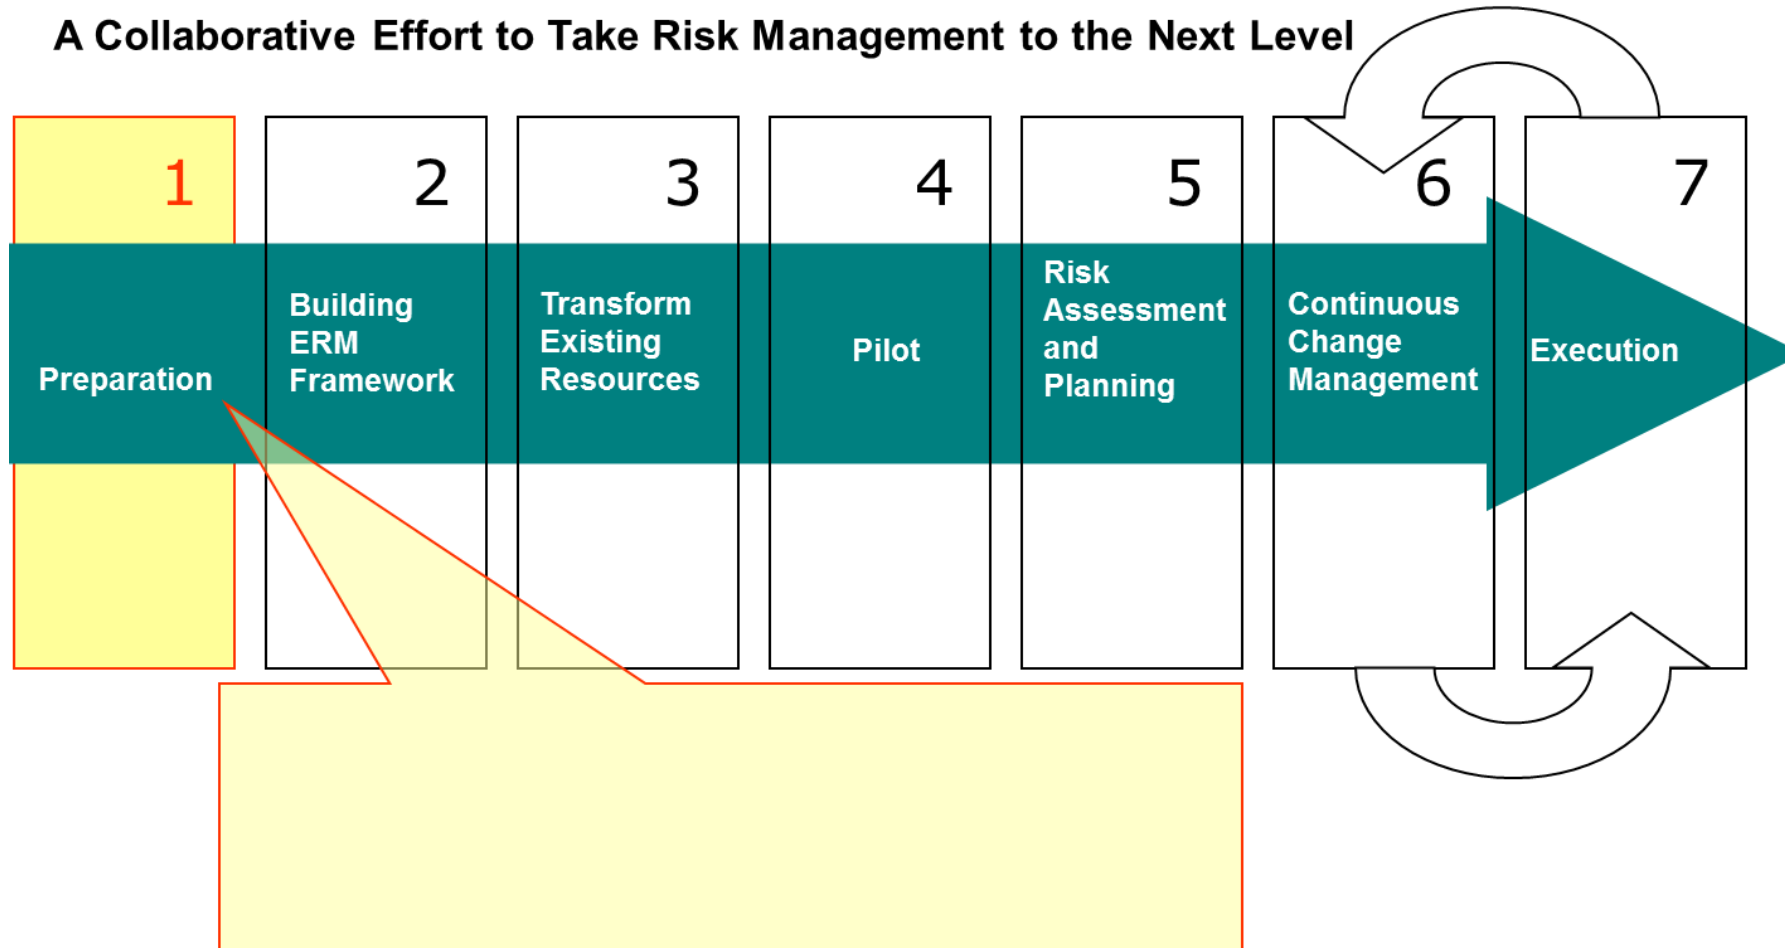 A Collaborative Effort to Take Risk Management to the Next Level
1
2
3
4
5
6
7
Preparation
Building
ERM
Framework
Transform
Existing
Resources
Pilot
Risk
Assessment
and
Planning
Continuous
Change
Management
Execution